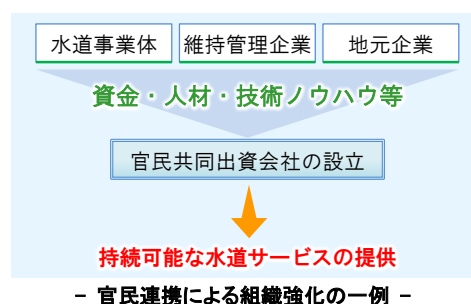 水道事業体 維持管理企業 地元企業
資金・人材・技術ノウハウ等
官民共同出資会社の設立
持続可能な水道サービスの提供
− 官民連携による組織強化の一例 −